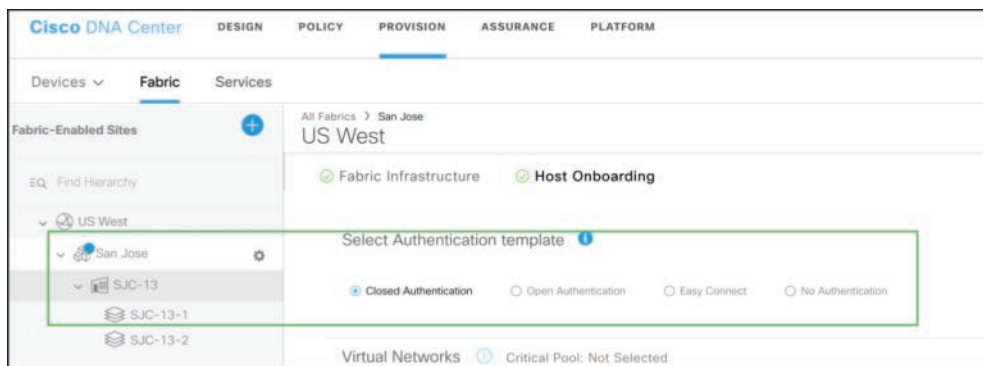 Cisco DNA Center DESIGN POLICY PROVISION ASSURANCE PLATFORM
Devices Fabric Services
Fabric-Enabled Sites
All Fabrics > San Jose
US West
Find Hierarchy
Fabric Infrastructure Host Onboarding
US West
San Jose
SJC-13
SJC-13-1
SJC-13-2
Select Authentication template
Closed Authentication Open Authentication Easy Connect No Authentication
Virtual Networks Critical Pool: Not Selected